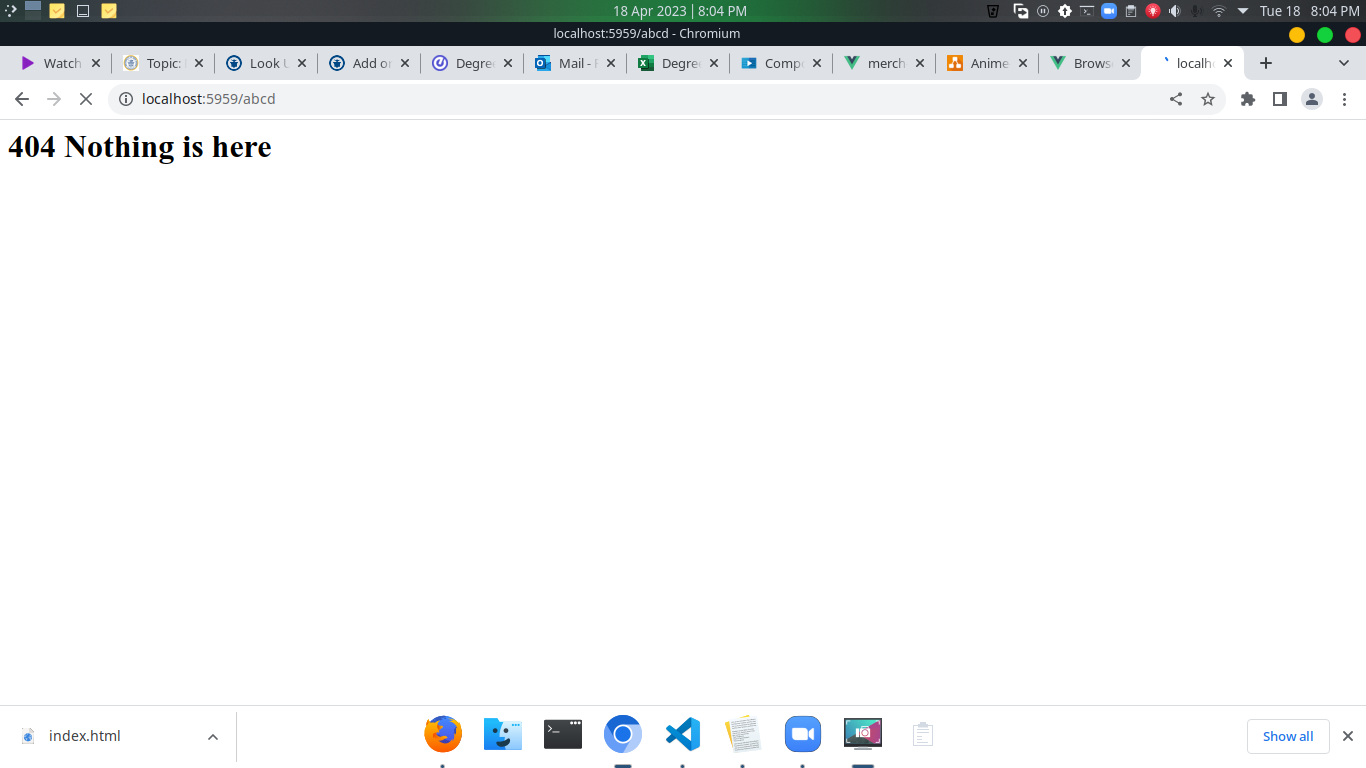 18 Apr 2023 | 8:04 PM
Tue 18 8:04 PM
localhost:5959/abcd - Chromium
Watch
Topic:
Look
Add o
Degre
Mail -
Degre
Comp
merch
Anime
Brows
localh
localhost:5959/abcd
404 Nothing is here
index.html
Show all